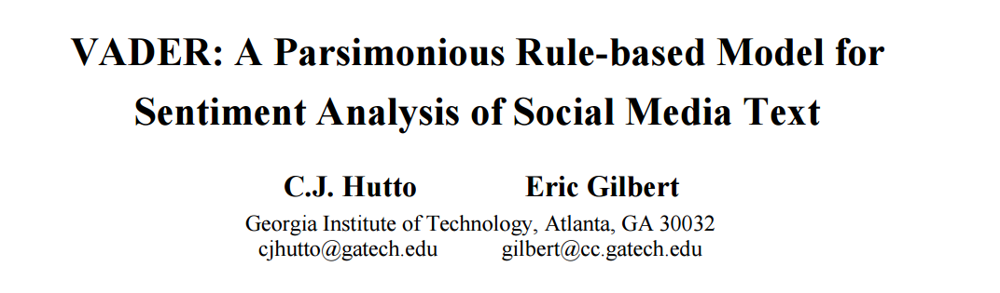 VADER: A Parsimonious Rule-based Model for
Sentiment Analysis of Social Media Text
C.J. Hutto Eric Gilbert
Georgia Institute of Technology, Atlanta, GA 30032
cjhutto@gatech.edu gilbert@cc.gatech.edu